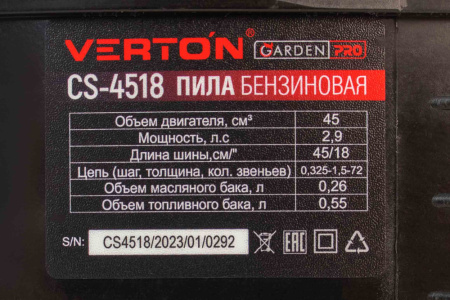 VERTÓN® GARDEN PRO
CS-4518 ПИЛА БЕНЗИНОВАЯ
Объем двигателя, см³ 45
Мощность, л.с 2,9
Длина шины,см/" 45/18
Цепь (шаг, толщина, кол. звеньев) 0,325-1,5-72
Объем масляного бака, л 0,26
Объем топливного бака, л 0,55
S/N: CS4518/2023/01/0292 EAC